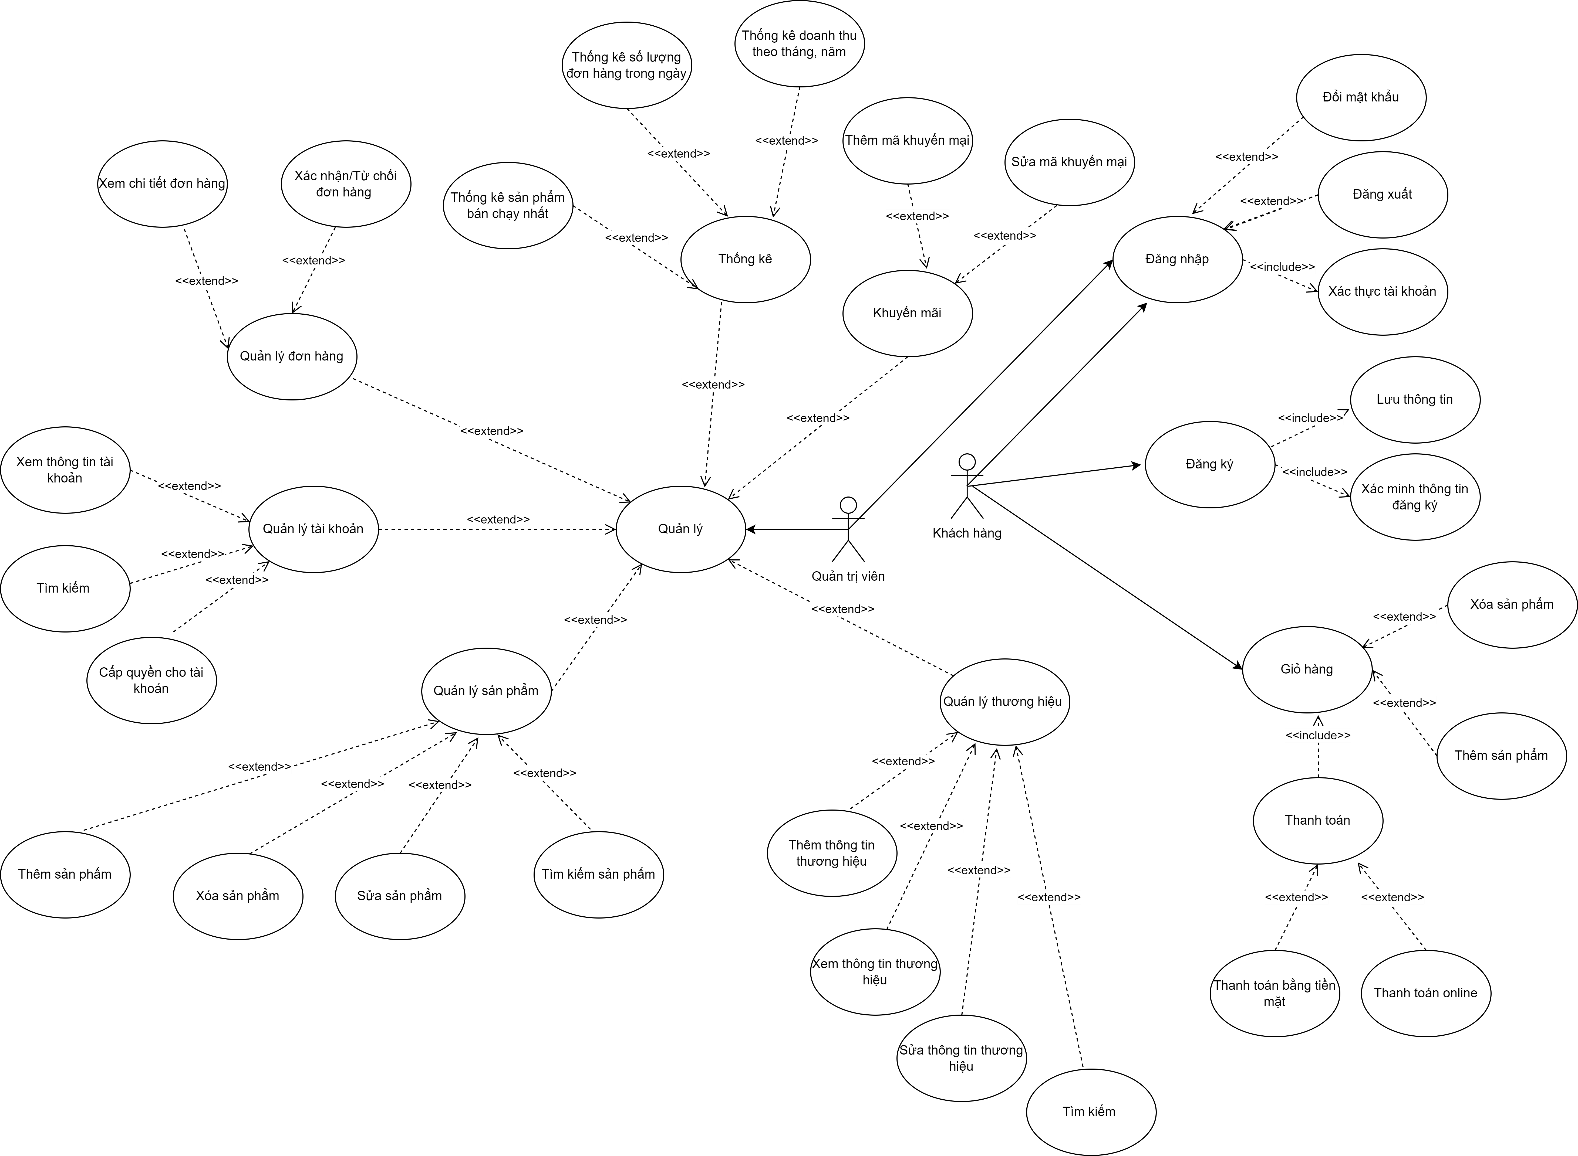 Thống kê số lượng
đơn hàng trong ngày
Thống kê doanh thu
theo tháng, năm
Đổi mật khẩu
<<extend>>
<<extend>>
Thêm mã khuyến mại
Sửa mã khuyến mại
<<extend>>
Xem chi tiết đơn hàng
Xác nhận/Từ chối
đơn hàng
Thống kê sản phẩm
bán chạy nhất
Đăng xuất
<<extend>>
<<extend>>
<<extend>>
<<extend>>
<<extend>>
<<extend>>
Thống kê
Đăng nhập
<<include>>
<<extend>>
Xác thực tài khoản
Khuyến mãi
Quản lý đơn hàng
<<extend>>
<<extend>>
Lưu thông tin
<<include>>
<<extend>>
Xem thông tin tài
khoản
Đăng ký
<<include>>
<<extend>>
Xác minh thông tin
đăng ký
Quản lý tài khoản
<<extend>>
Quản lý
Khách hàng
<<extend>>
<<extend>>
Quản trị viên
Tìm kiếm
Xóa sản phẩm
<<extend>>
<<extend>>
<<extend>>
Cấp quyền cho tài
khoản
Quản lý sản phẩm
Quản lý thương hiệu
Giỏ hàng
<<extend>>
<<include>>
Thêm sản phẩm
<<extend>>
<<extend>>
<<extend>>
<<extend>>
<<extend>>
Thanh toán
<<extend>>
Thêm thông tin
thương hiệu
Thêm sản phẩm
Xóa sản phẩm
Sửa sản phẩm
Tìm kiếm sản phẩm
<<extend>>
<<extend>>
<<extend>>
<<extend>>
Xem thông tin thương
hiệu
Thanh toán bằng tiền
mặt
Thanh toán online
Sửa thông tin thương
hiệu
Tìm kiếm